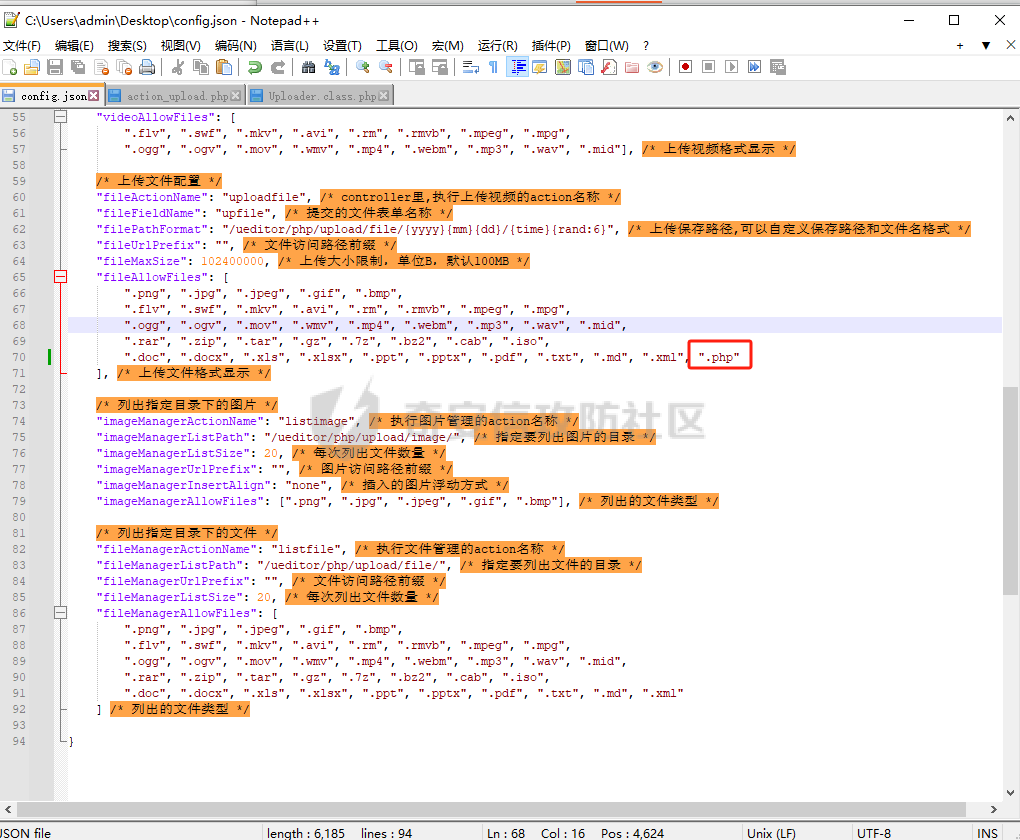 C:\Users\admin\Desktop\config.json - Notepad++
文件(F) 编辑(E) 搜索(S) 视图(V) 编码(N) 语言(L) 设置(T) 工具(O) 宏(M) 运行(R) 插件(P) 窗口(W) ? + ▼ X
config.json action_upload.php Uploader.class.php
55 "videoAllowFiles": [
56 ".flv", ".swf", ".mkv", ".avi", ".rm", ".rmvb", ".mpeg", ".mpg",
57 ".ogg", ".ogv", ".mov", ".wmv", ".mp4", ".webm", ".mp3", ".wav", ".mid"], /* 上传视频格式显示 */
58
59 /* 上传文件配置 */
60 "fileActionName": "uploadfile", /* controller里,执行上传视频的action名称 */
61 "fileFieldName": "upfile", /* 提交的文件表单名称 */
62 "filePathFormat": "/ueditor/php/upload/file/{yyyy}{mm}{dd}/{time}{rand:6}", /* 上传保存路径,可以自定义保存路径和文件名格式 */
63 "fileUrlPrefix": "", /* 文件访问路径前缀 */
64 "fileMaxSize": 102400000, /* 上传大小限制，单位B，默认100MB */
65 "fileAllowFiles": [
66 ".png", ".jpg", ".jpeg", ".gif", ".bmp",
67 ".flv", ".swf", ".mkv", ".avi", ".rm", ".rmvb", ".mpeg", ".mpg",
68 ".ogg", ".ogv", ".mov", ".wmv", ".mp4", ".webm", ".mp3", ".wav", ".mid",
69 ".rar", ".zip", ".tar", ".gz", ".7z", ".bz2", ".cab", ".iso",
70 ".doc", ".docx", ".xls", ".xlsx", ".ppt", ".pptx", ".pdf", ".txt", ".md", ".xml", ".php"
71 ], /* 上传文件格式显示 */
72
73 /* 列出指定目录下的图片 */
奇安信攻防社区
74 "imageManagerActionName": "listimage", /* 执行图片管理的action名称 */
75 "imageManagerListPath": "/ueditor/php/upload/image/", /* 指定要列出图片的目录 */
76 "imageManagerListSize": 20, /* 每次列出文件数量 */
77 "imageManagerUrlPrefix": "", /* 图片访问路径前缀 */
78 "imageManagerInsertAlign": "none", /* 插入的图片浮动方式 */
79 "imageManagerAllowFiles": [".png", ".jpg", ".jpeg", ".gif", ".bmp"], /* 列出的文件类型 */
80
81 /* 列出指定目录下的文件 */
82 "fileManagerActionName": "listfile", /* 执行文件管理的action名称 */
83 "fileManagerListPath": "/ueditor/php/upload/file/", /* 指定要列出文件的目录 */
84 "fileManagerUrlPrefix": "", /* 文件访问路径前缀 */
85 "fileManagerListSize": 20, /* 每次列出文件数量 */
86 "fileManagerAllowFiles": [
87 ".png", ".jpg", ".jpeg", ".gif", ".bmp",
88 ".flv", ".swf", ".mkv", ".avi", ".rm", ".rmvb", ".mpeg", ".mpg",
89 ".ogg", ".ogv", ".mov", ".wmv", ".mp4", ".webm", ".mp3", ".wav", ".mid",
90 ".rar", ".zip", ".tar", ".gz", ".7z", ".bz2", ".cab", ".iso",
91 ".doc", ".docx", ".xls", ".xlsx", ".ppt", ".pptx", ".pdf", ".txt", ".md", ".xml"
92 ] /* 列出的文件类型 */
93
94 }
JSON file length : 6,185 lines : 94 Ln : 68 Col : 16 Pos : 4,624 Unix (LF) UTF-8 INS